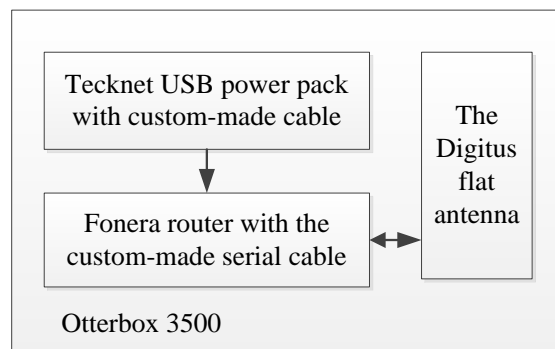 Tecknet USB power pack
with custom-made cable
The
Digitus
flat
antenna
Fonera router with the
custom-made serial cable
Otterbox 3500